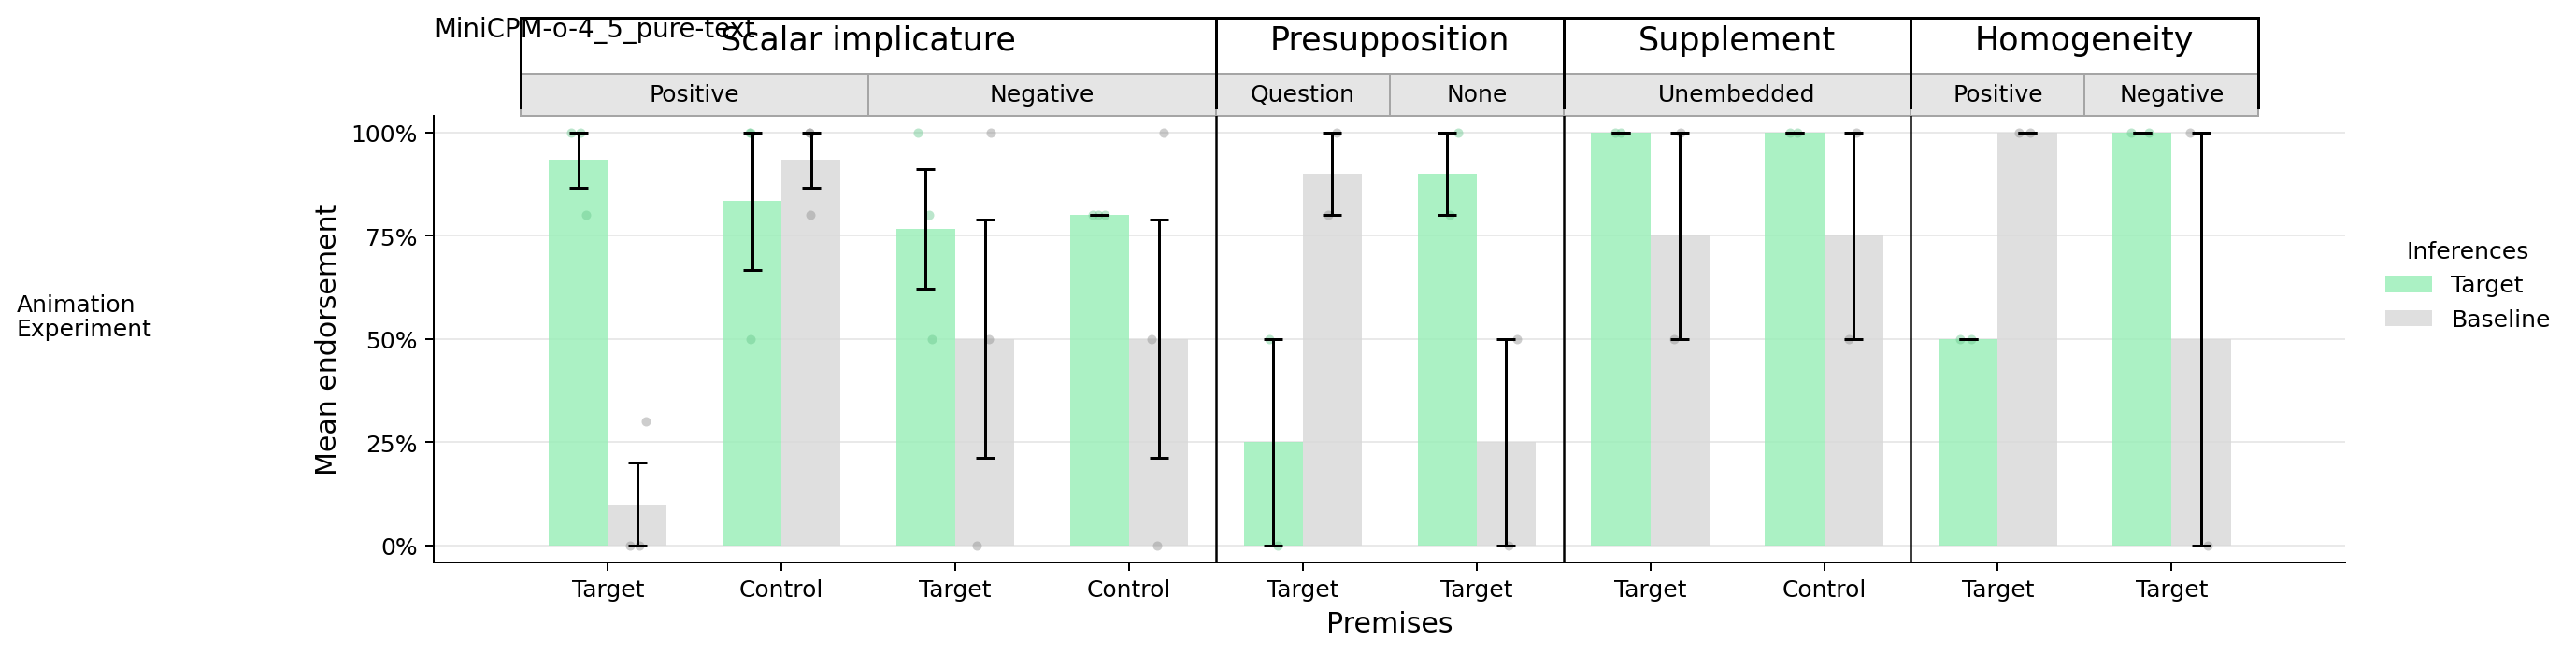 MiniCPM-o-4_5_pure-text
Scalar implicature Presupposition Supplement Homogeneity
Positive Negative Question None Unembedded Positive Negative
100%
75%
50%
25%
0%
Mean endorsement
Animation
Experiment
Inferences
Target
Baseline
Target Control Target Control Target Target Target Control Target Target
Premises